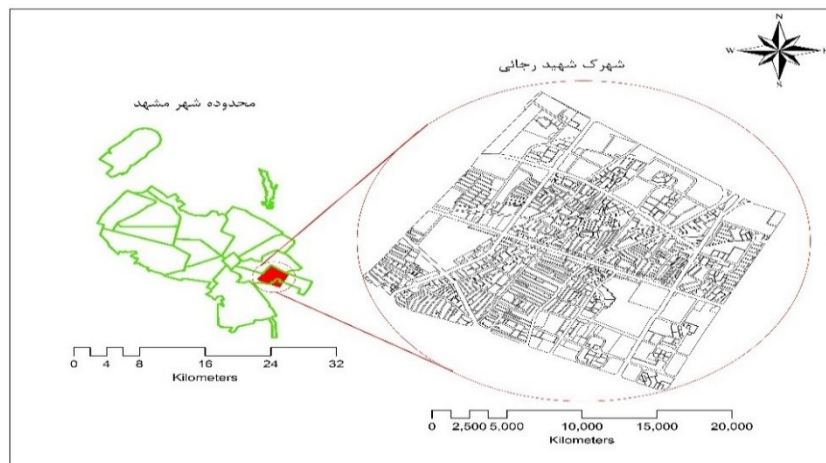 N
W
S
شهرک شهید رجائی
محدوده شهر مشهد
0 4 8 16 24 32
Kilometers
0 2,500 5,000 10,000 15,000 20,000
Kilometers